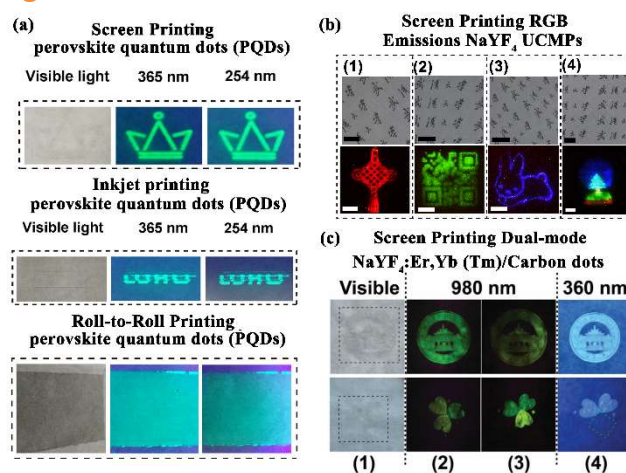 (a)
Screen Printing
perovskite quantum dots (PQDs)
Visible light 365 nm 254 nm
Inkjet printing
perovskite quantum dots (PQDs)
Visible light 365 nm 254 nm
Roll-to-Roll Printing
perovskite quantum dots (PQDs)
(b)
Screen Printing RGB
Emissions NaYF₄ UCMPs
(1) (2) (3) (4)
(c)
Screen Printing Dual-mode
NaYF₄:Er,Yb (Tm)/Carbon dots
Visible 980 nm 360 nm
(1) (2) (3) (4)